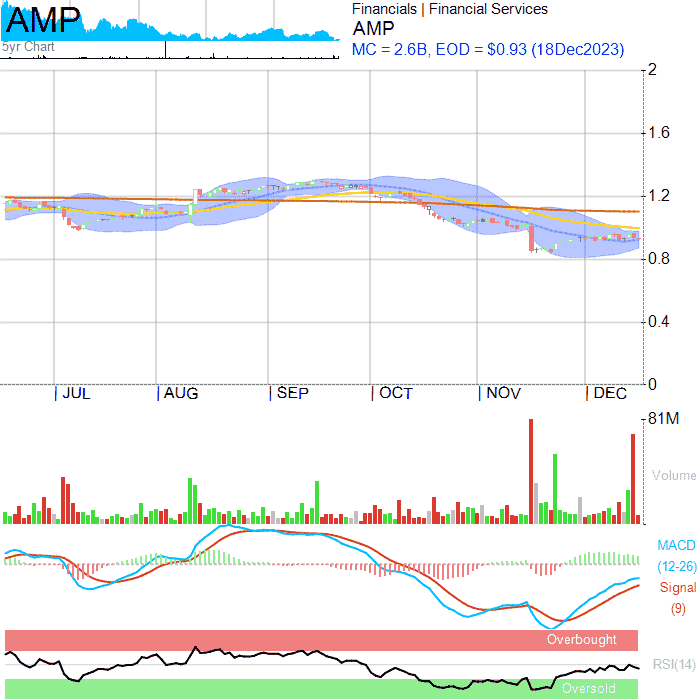 AMP
5yr Chart
Financials | Financial Services
AMP
MC = 2.6B, EOD = $0.93 (18Dec2023)
2
1.6
1.2
0.8
0.4
0
| JUL | AUG | SEP | OCT | NOV | DEC
81M
Volume
MACD
(12-26)
Signal
(9)
Overbought
RSI(14)
Oversold